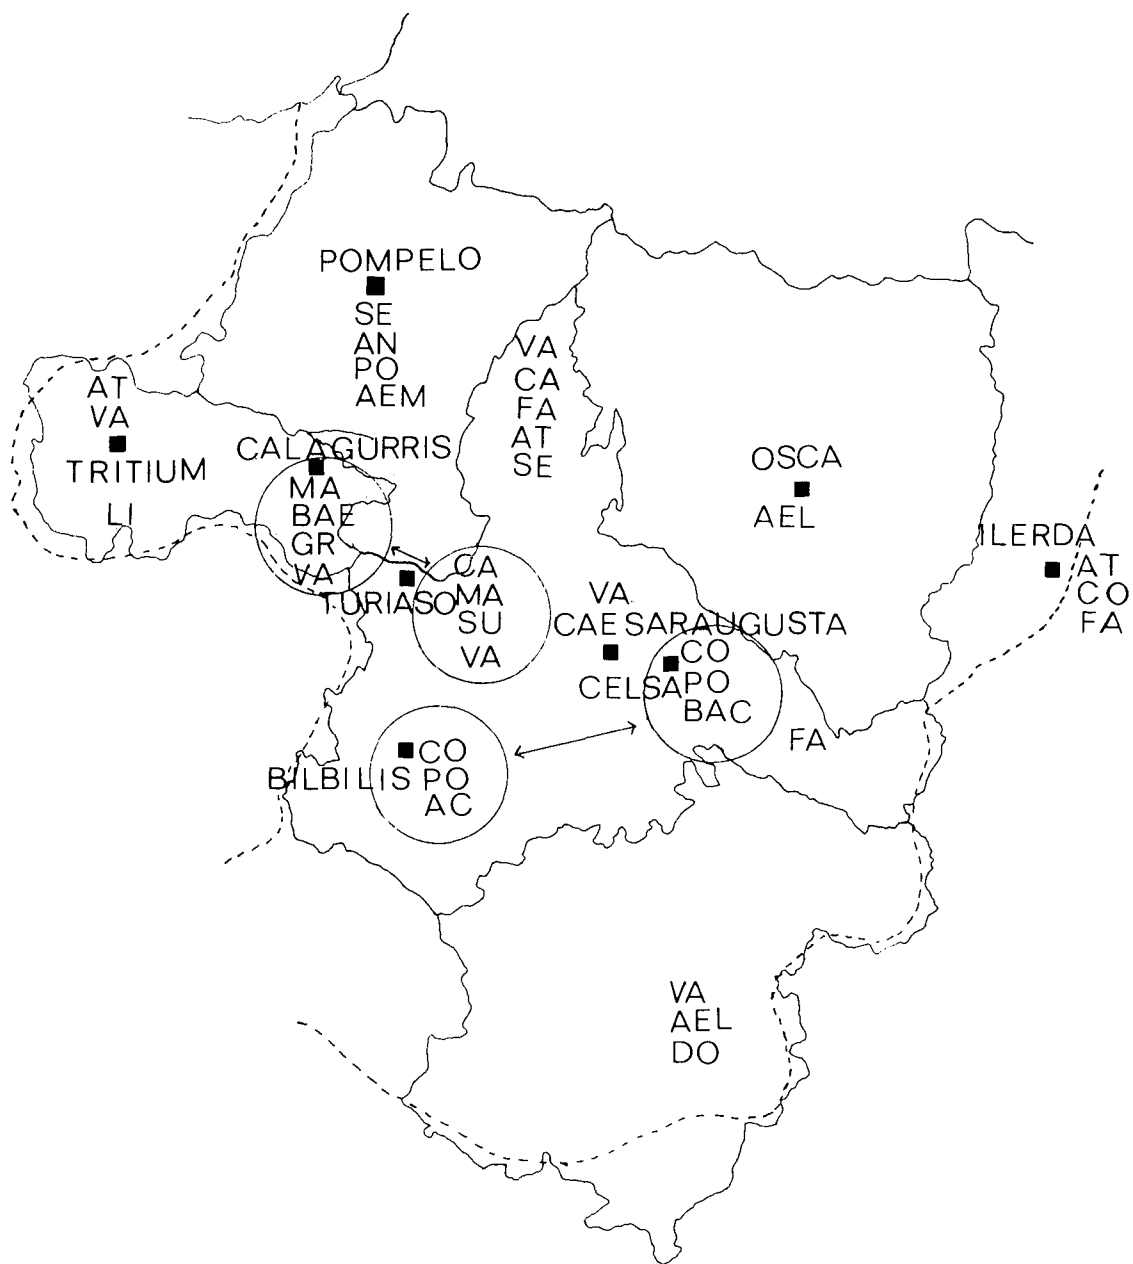 POMPELO
SE
AN
PO
AEM
VA
CA
FA
AT
SE
AT
VA
TRITIUM
LI
CALAGURRIS
MA
BAE
GR
VA
OSCA
AEL
ILERDA
AT
CO
FA
TURIASO
CA
MA
SU
VA
VA
CAESARAUGUSTA
CELSA
CO
PO
BAC
FA
BILBILIS
CO
PO
AC
VA
AEL
DO